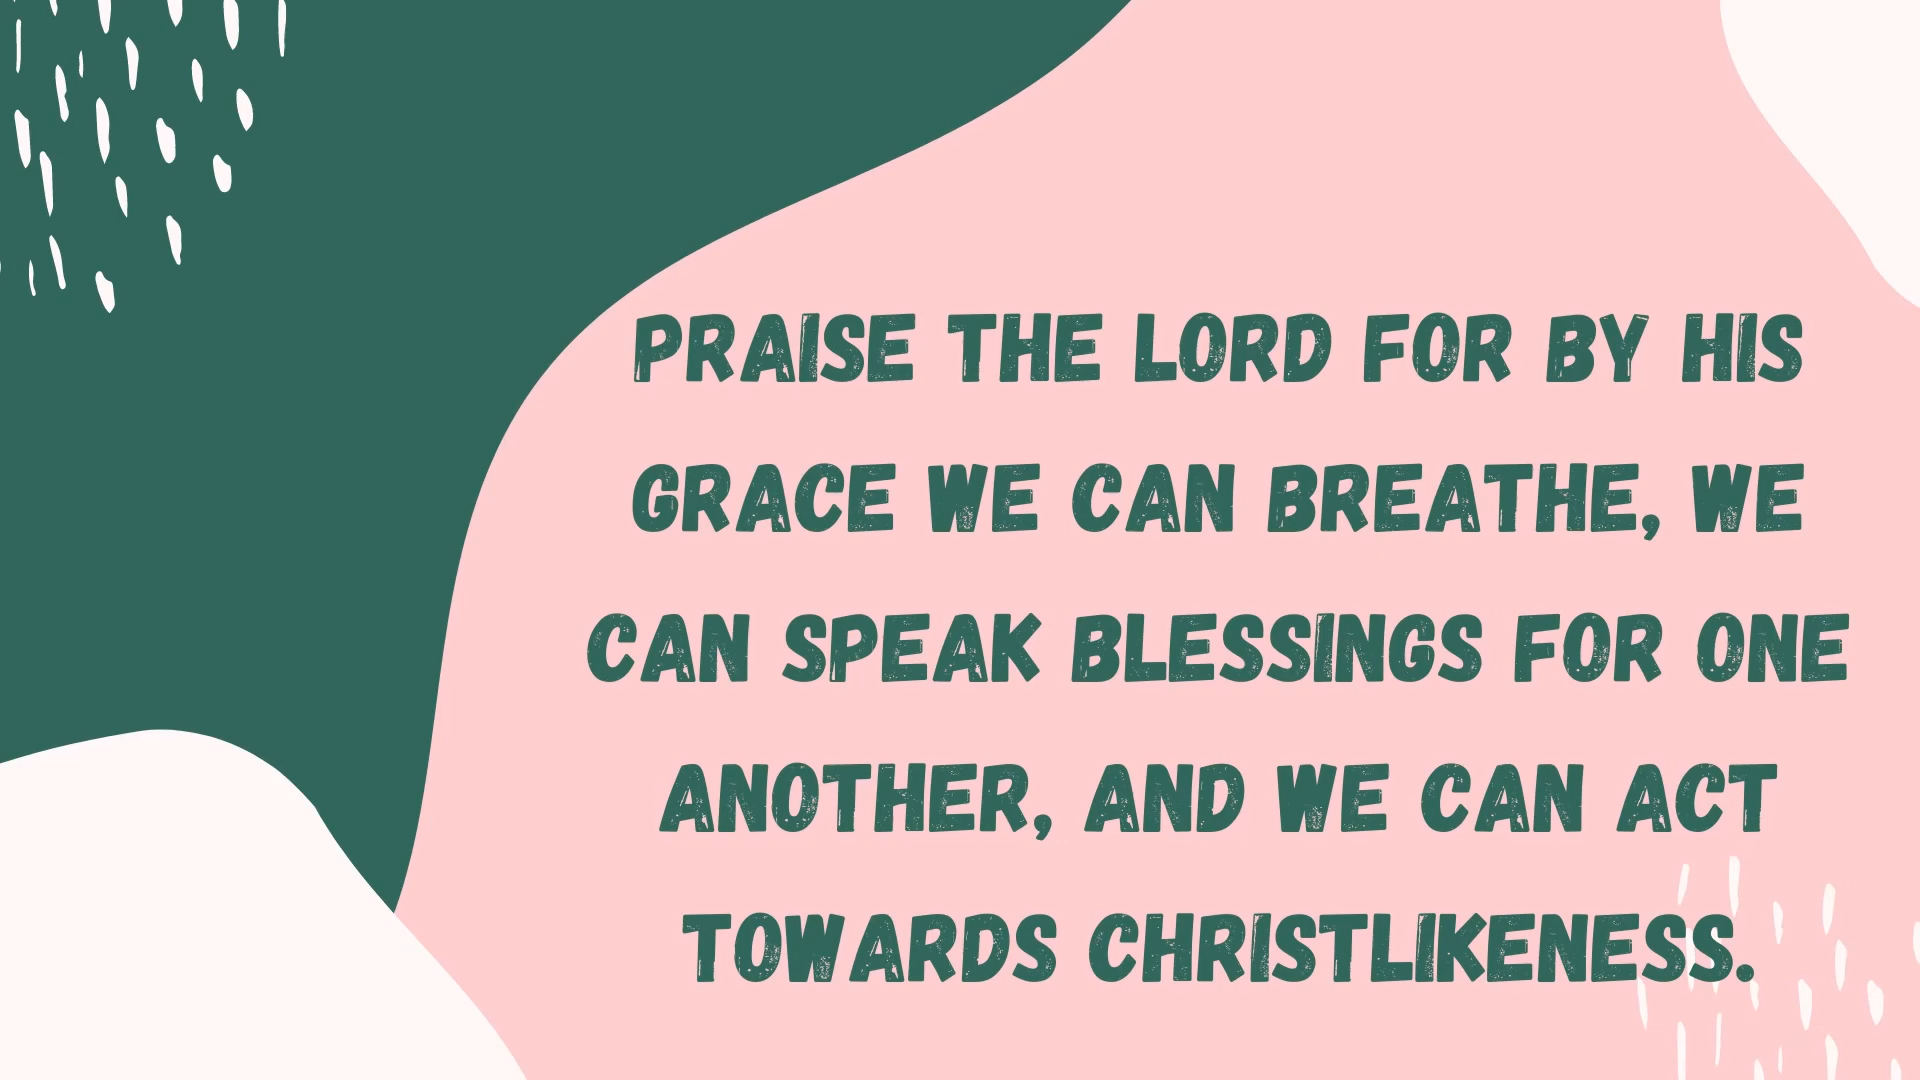 PRAISE THE LORD FOR BY HIS
GRACE WE CAN BREATHE, WE
CAN SPEAK BLESSINGS FOR ONE
ANOTHER, AND WE CAN ACT
TOWARDS CHRISTLIKENESS.